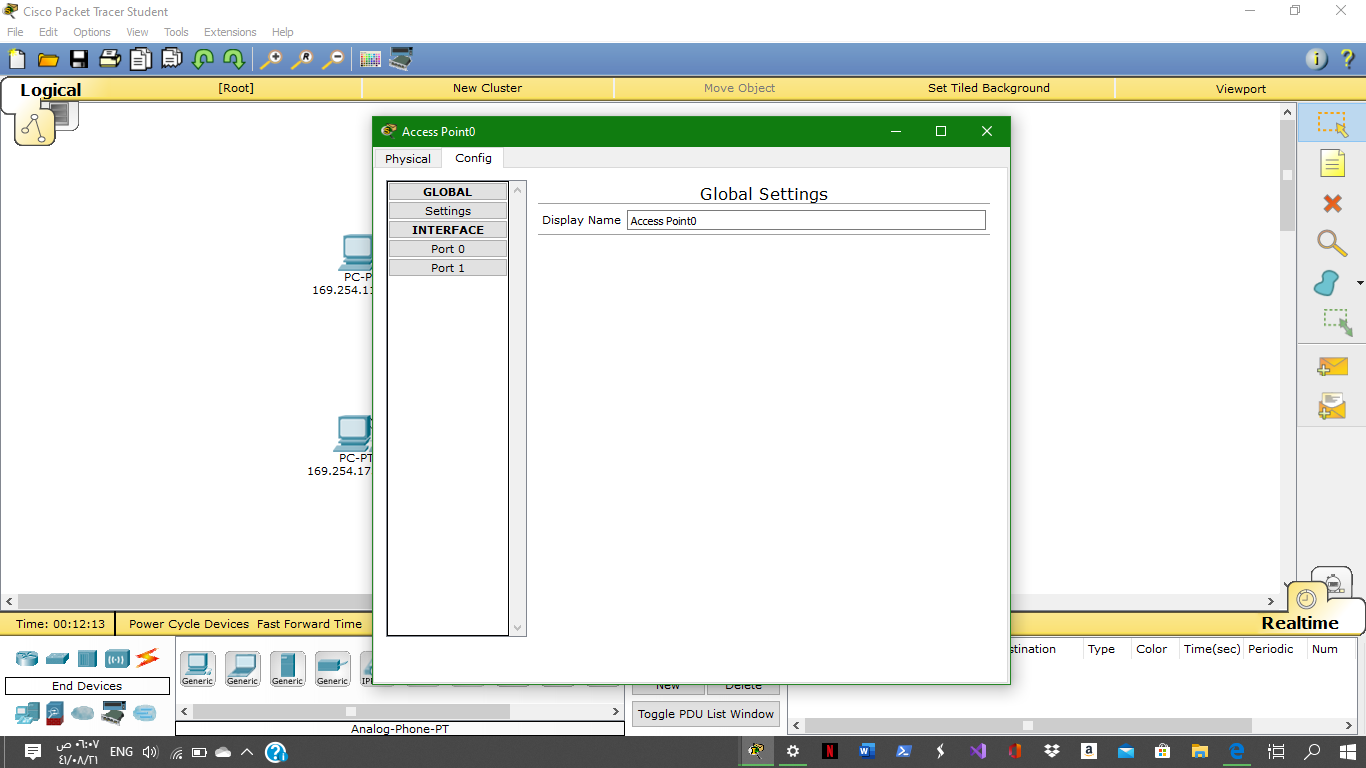 Cisco Packet Tracer Student
File Edit Options View Tools Extensions Help
Logical [Root] New Cluster Move Object Set Tiled Background Viewport
Access Point0
Physical Config
GLOBAL
Settings
INTERFACE
Port 0
Port 1
Global Settings
Display Name Access Point0
PC-P
169.254.11
PC-PT
169.254.17
Time: 00:12:13 Power Cycle Devices Fast Forward Time Realtime
End Devices
Generic Generic Generic Generic IP
Analog-Phone-PT
New Delete
Toggle PDU List Window
stination Type Color Time(sec) Periodic Num
ENG ٠٦:٠٧ ص
٤١/٠٨/٢١